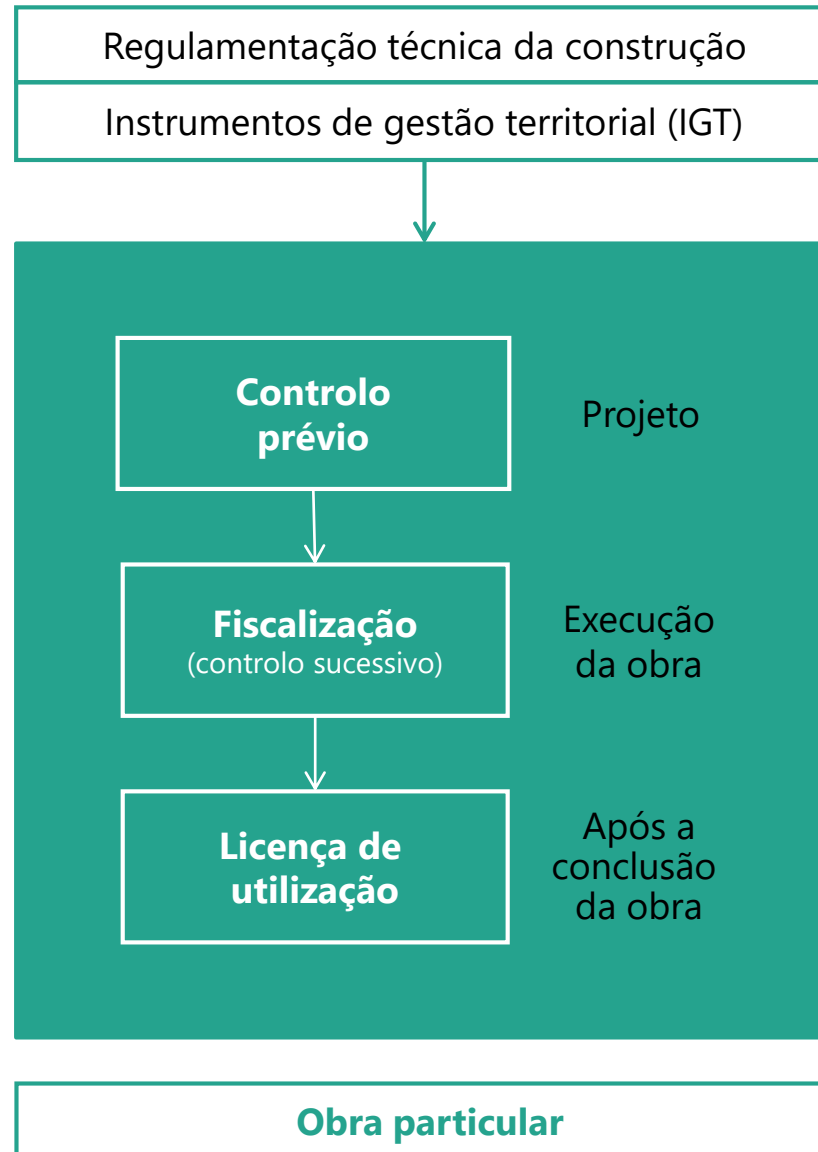 Regulamentação técnica da construção
Instrumentos de gestão territorial (IGT)
Controlo
prévio
Projeto
Fiscalização
(controlo sucessivo)
Execução
da obra
Licença de
utilização
Após a
conclusão
da obra
Obra particular